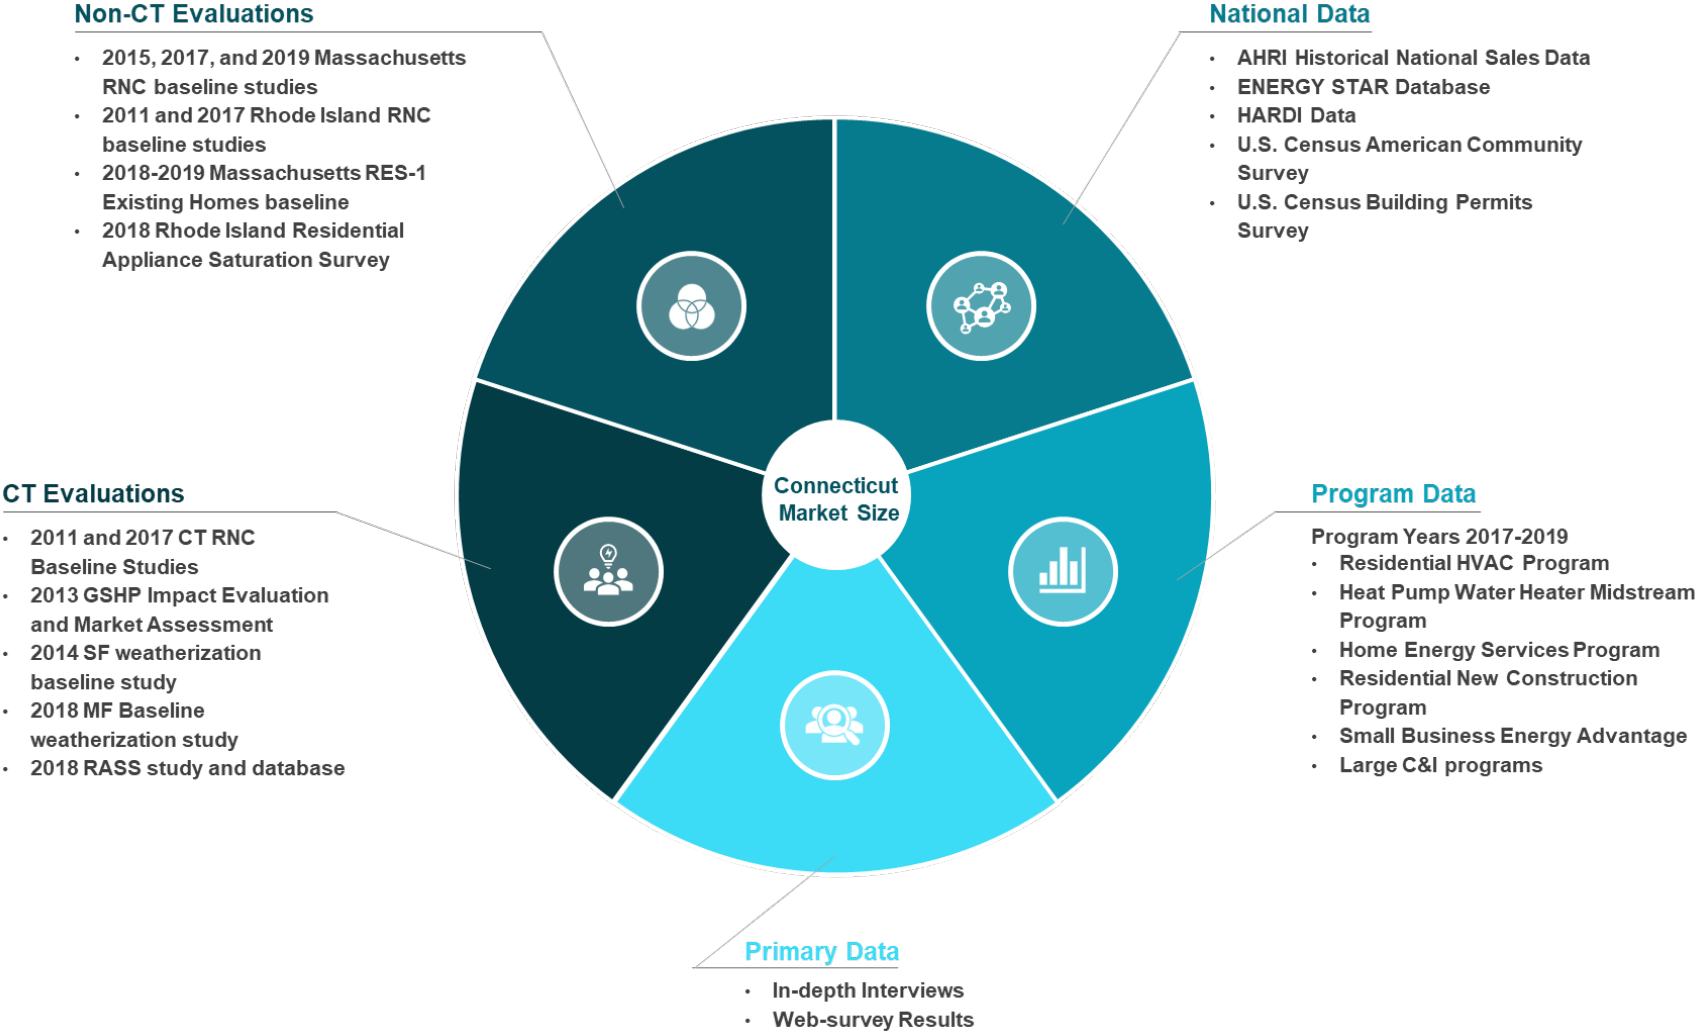 Non-CT Evaluations
• 2015, 2017, and 2019 Massachusetts
RNC baseline studies
• 2011 and 2017 Rhode Island RNC
baseline studies
• 2018-2019 Massachusetts RES-1
Existing Homes baseline
• 2018 Rhode Island Residential
Appliance Saturation Survey
National Data
• AHRI Historical National Sales Data
• ENERGY STAR Database
• HARDI Data
• U.S. Census American Community
Survey
• U.S. Census Building Permits
Survey
Connecticut
Market Size
CT Evaluations
• 2011 and 2017 CT RNC
Baseline Studies
• 2013 GSHP Impact Evaluation
and Market Assessment
• 2014 SF weatherization
baseline study
• 2018 MF Baseline
weatherization study
• 2018 RASS study and database
Program Data
Program Years 2017-2019
• Residential HVAC Program
• Heat Pump Water Heater Midstream
Program
• Home Energy Services Program
• Residential New Construction
Program
• Small Business Energy Advantage
• Large C&I programs
Primary Data
• In-depth Interviews
• Web-survey Results